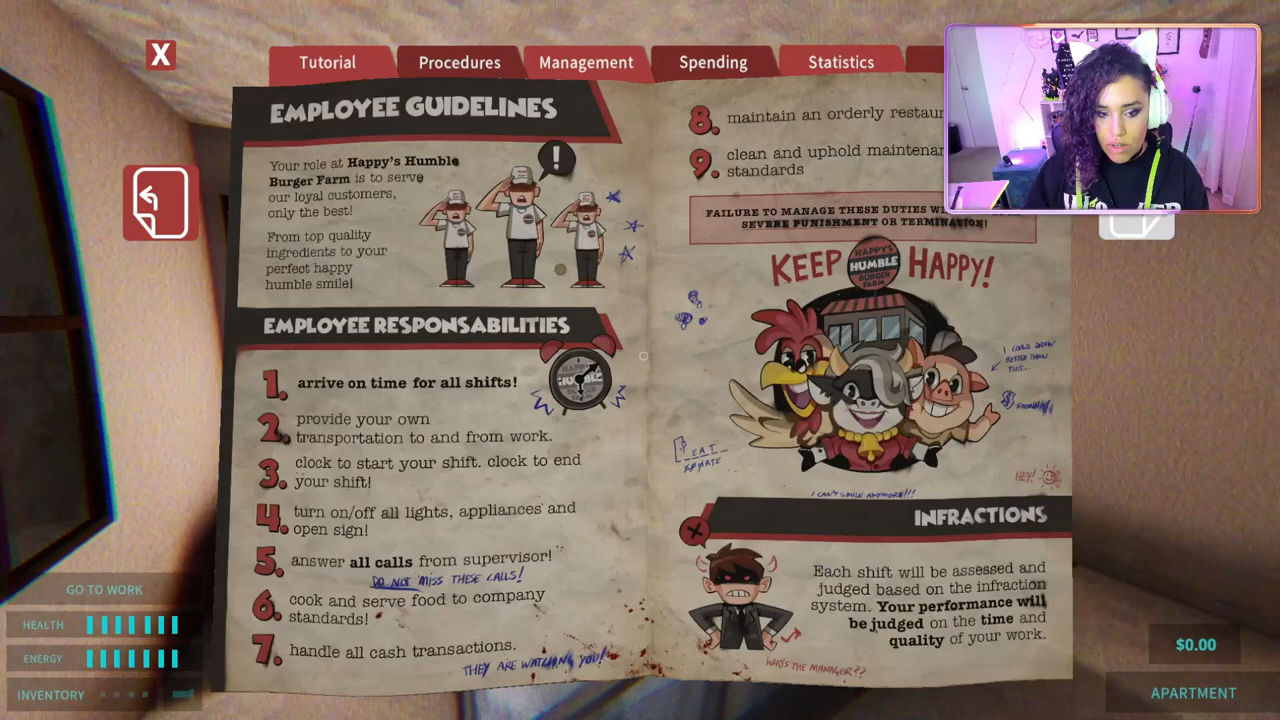 X
Tutorial
Procedures
Management
Spending
Statistics
EMPLOYEE GUIDELINES
Your role at Happy's Humble
Burger Farm is to serve
our loyal customers,
only the best!
From top quality
ingredients to your
perfect happy
humble smile!
!
EMPLOYEE RESPONSABILITIES
1. arrive on time for all shifts!
2. provide your own
transportation to and from work.
3. clock to start your shift. clock to end
your shift!
4. turn on/off all lights, appliances and
open sign!
5. answer all calls from supervisor!
DO NOT MISS THESE CALLS!
6. cook and serve food to company
standards!
7. handle all cash transactions.
THEY ARE WATCHING YOU!
8. maintain an orderly restaur
9. clean and uphold maintenan
standards
FAILURE TO MANAGE THESE DUTIES W
SEVERE PUNISHMENT OR TERMINATION!
KEEP HAPPY'S HUMBLE BURGER FARM HAPPY!
I COULD DRAW
BETTER THAN
THIS...
EAT
I CAN'T SMILE ANYMORE!!!
HEY!
INFRACTIONS
Each shift will be assessed and
judged based on the infraction
system. Your performance will
be judged on the time and
quality of your work.
WHO'S THE MANAGER??
GO TO WORK
HEALTH
ENERGY
INVENTORY
$0.00
APARTMENT